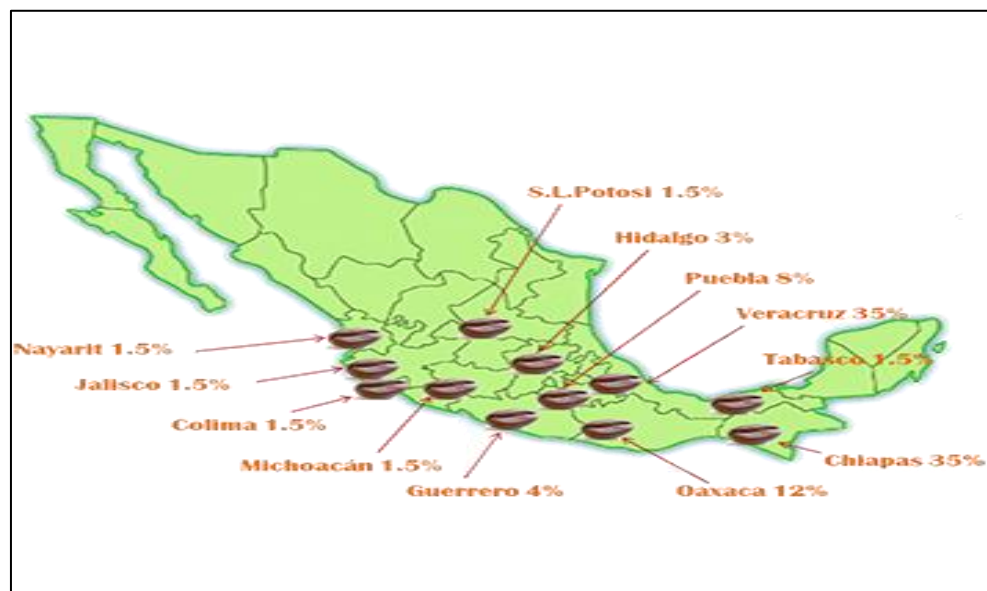 S.L.Potosi 1.5%
Hidalgo 3%
Puebla 8%
Veracruz 35%
Tabasco 1.5%
Nayarit 1.5%
Jalisco 1.5%
Colima 1.5%
Michoacán 1.5%
Guerrero 4%
Oaxaca 12%
Chiapas 35%